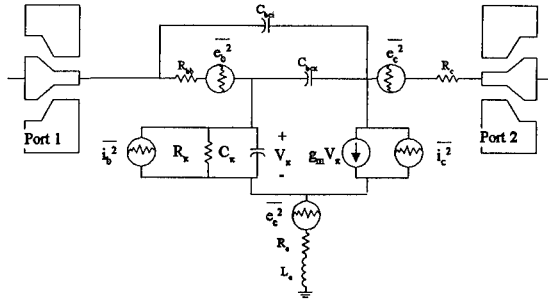 C_bci
R_bb
e_b^2
C_bcx
e_c^2
R_c
Port 1
Port 2
i_b^2
R_π
C_π
+
V_π
-
g_m V_π
i_c^2
e_e^2
R_e
L_e